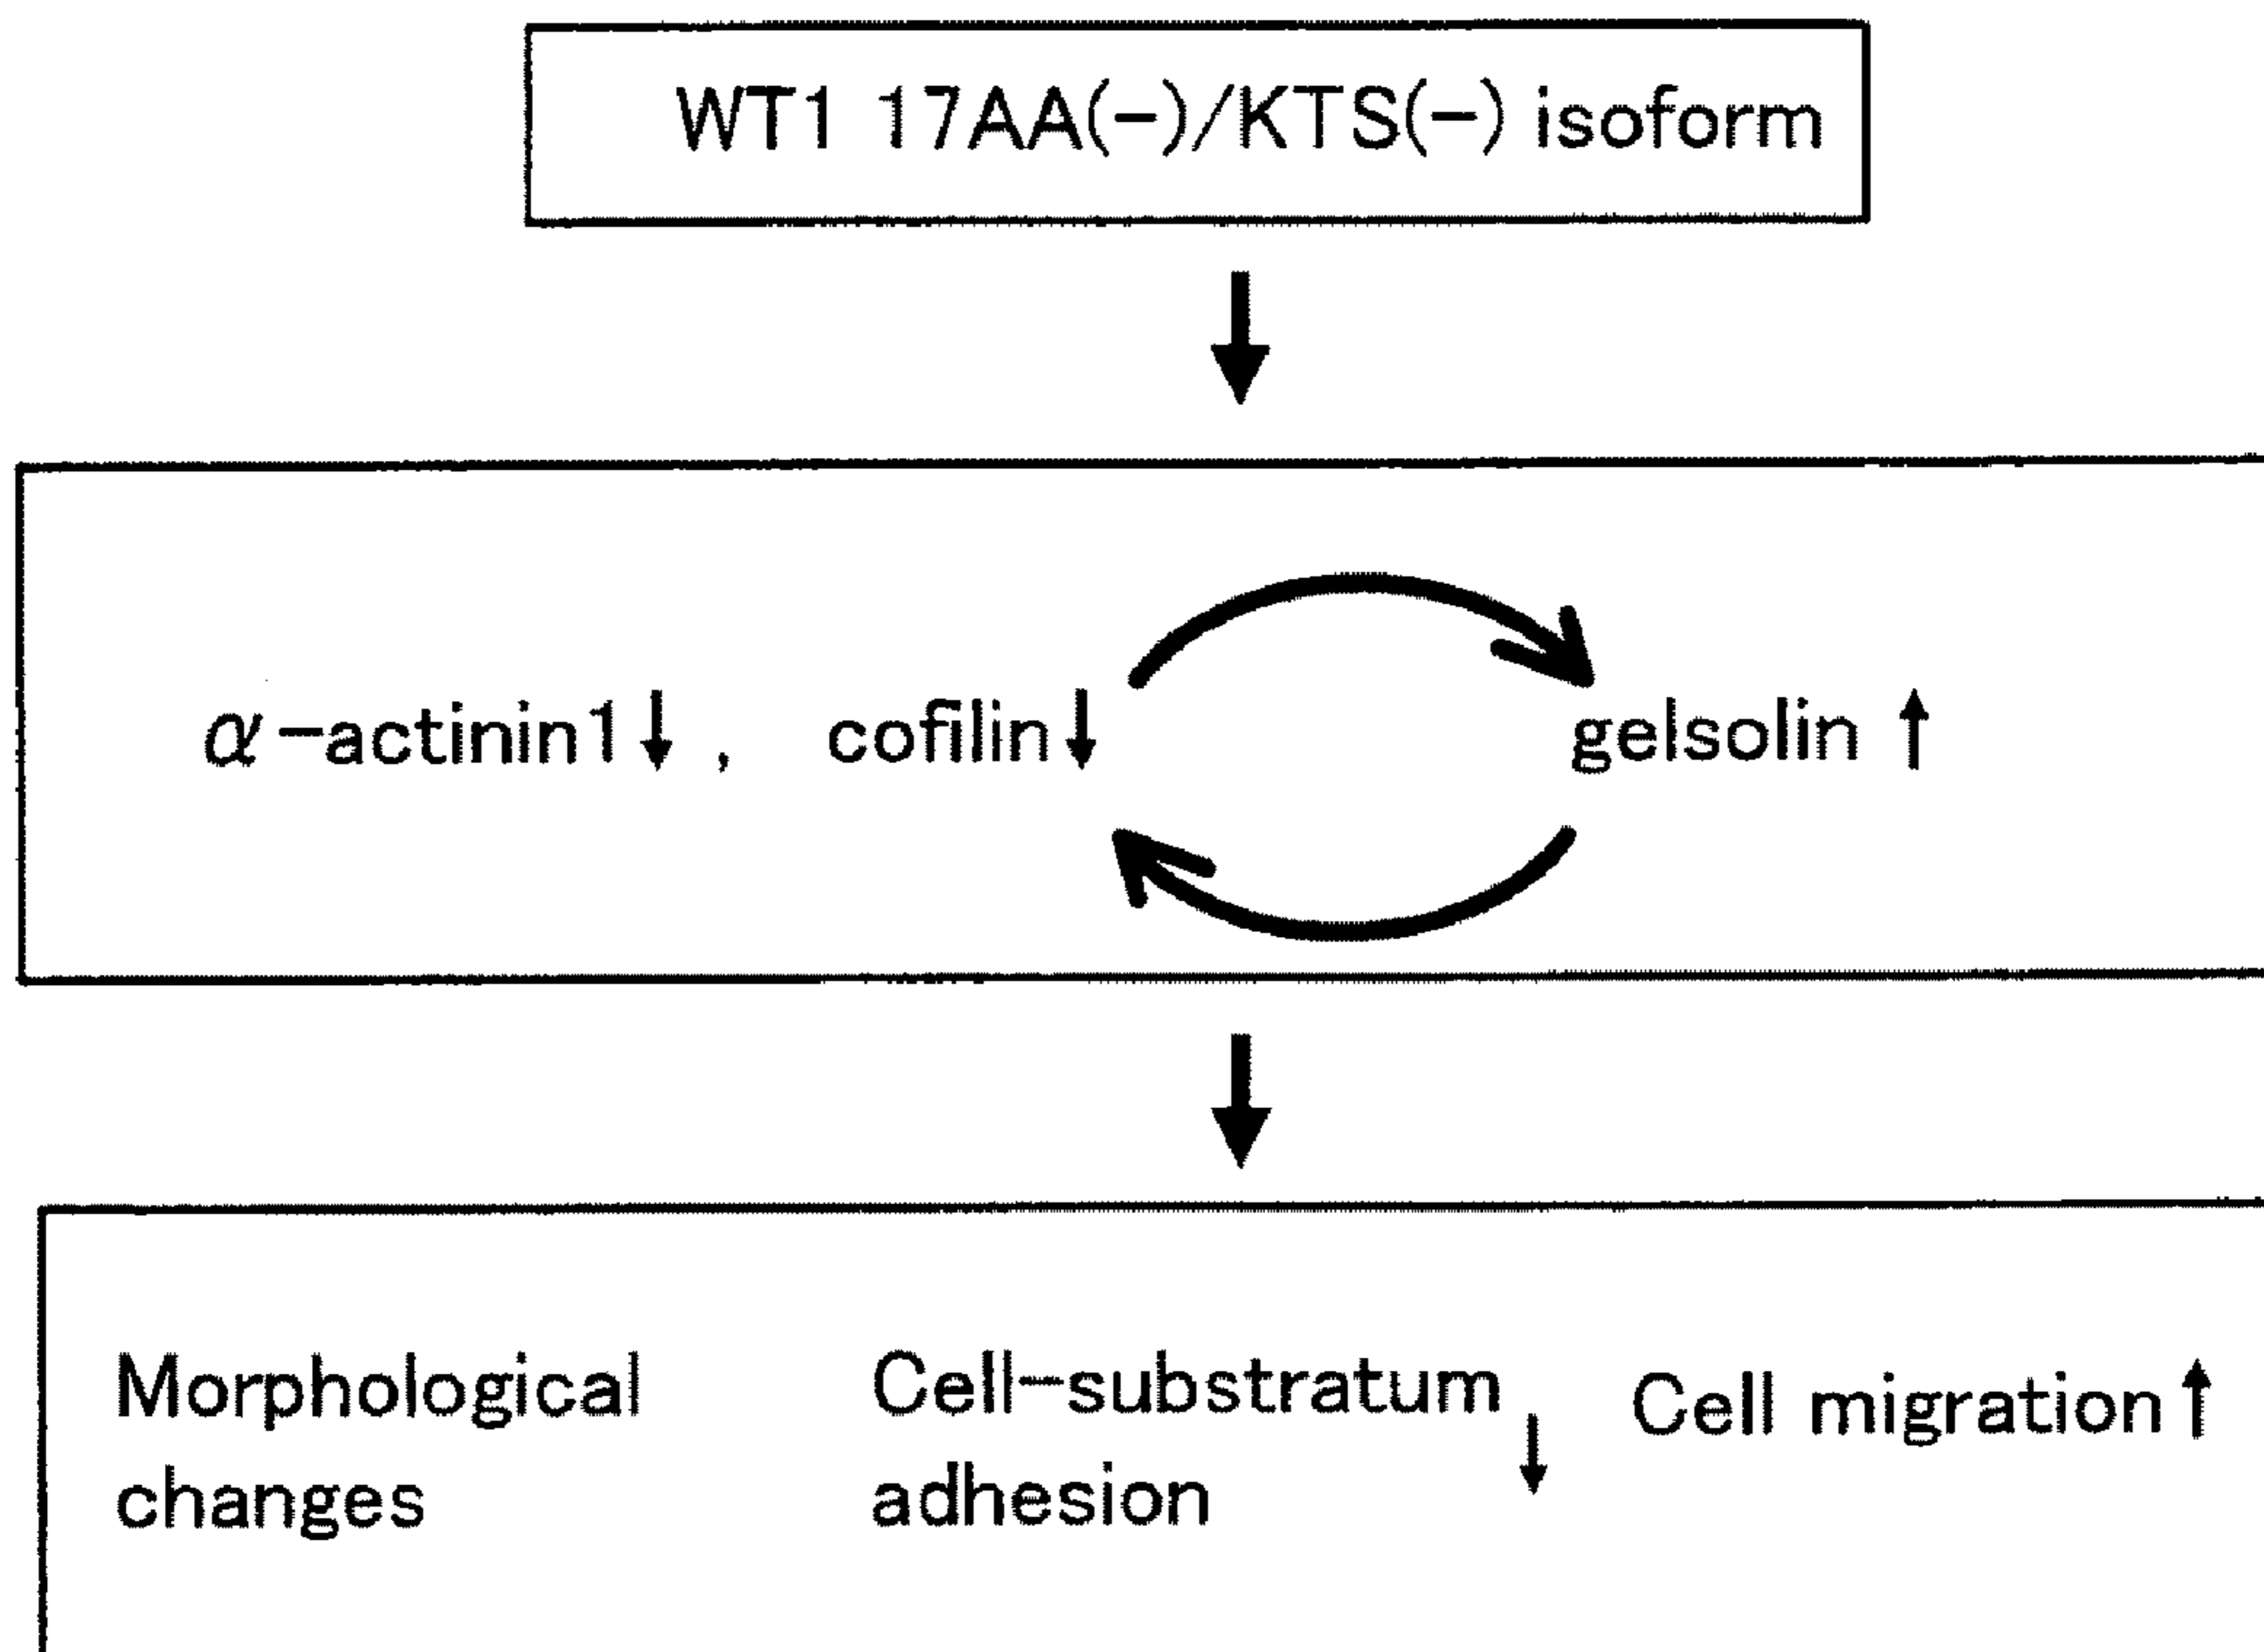 WT1 17AA(-)/KTS(-) isoform
α-actinin1↓, cofilin↓ gelsolin ↑
Morphological Cell-substratum ↓ Cell migration↑
changes adhesion